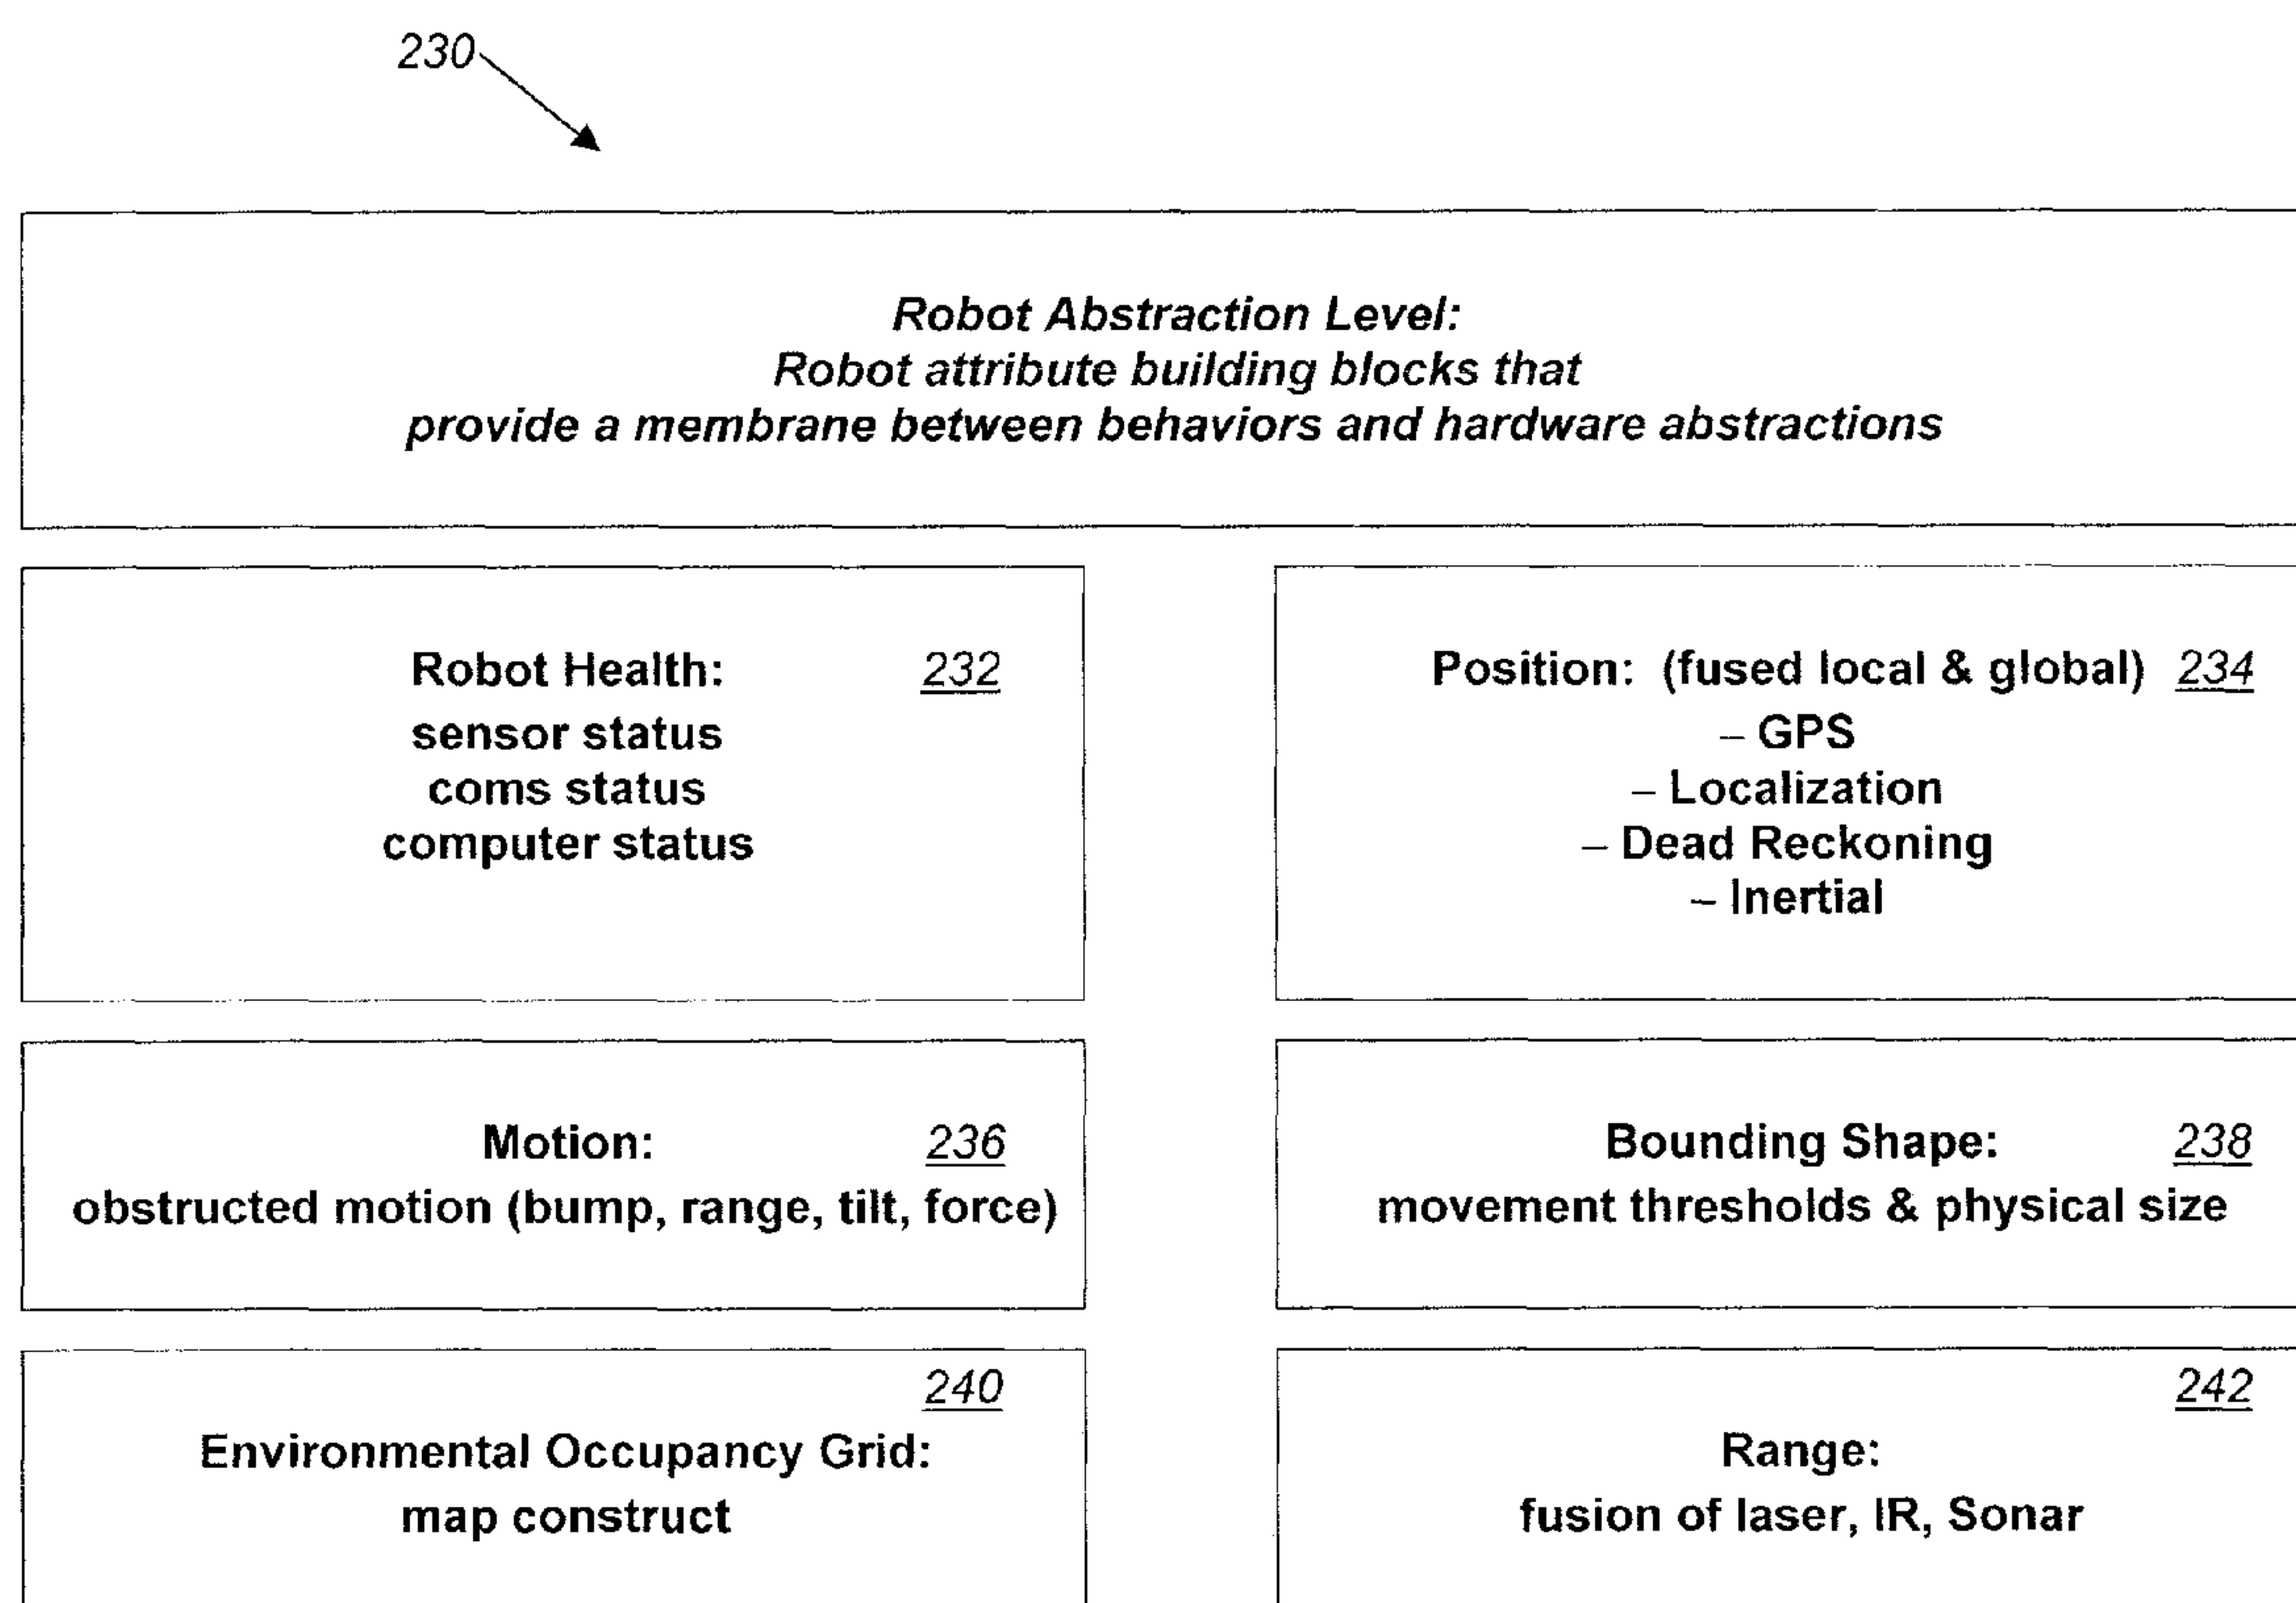 230
Robot Abstraction Level:
Robot attribute building blocks that
provide a membrane between behaviors and hardware abstractions
Robot Health: 232
sensor status
coms status
computer status
Position: (fused local & global) 234
– GPS
– Localization
– Dead Reckoning
– Inertial
Motion: 236
obstructed motion (bump, range, tilt, force)
Bounding Shape: 238
movement thresholds & physical size
240
Environmental Occupancy Grid:
map construct
242
Range:
fusion of laser, IR, Sonar